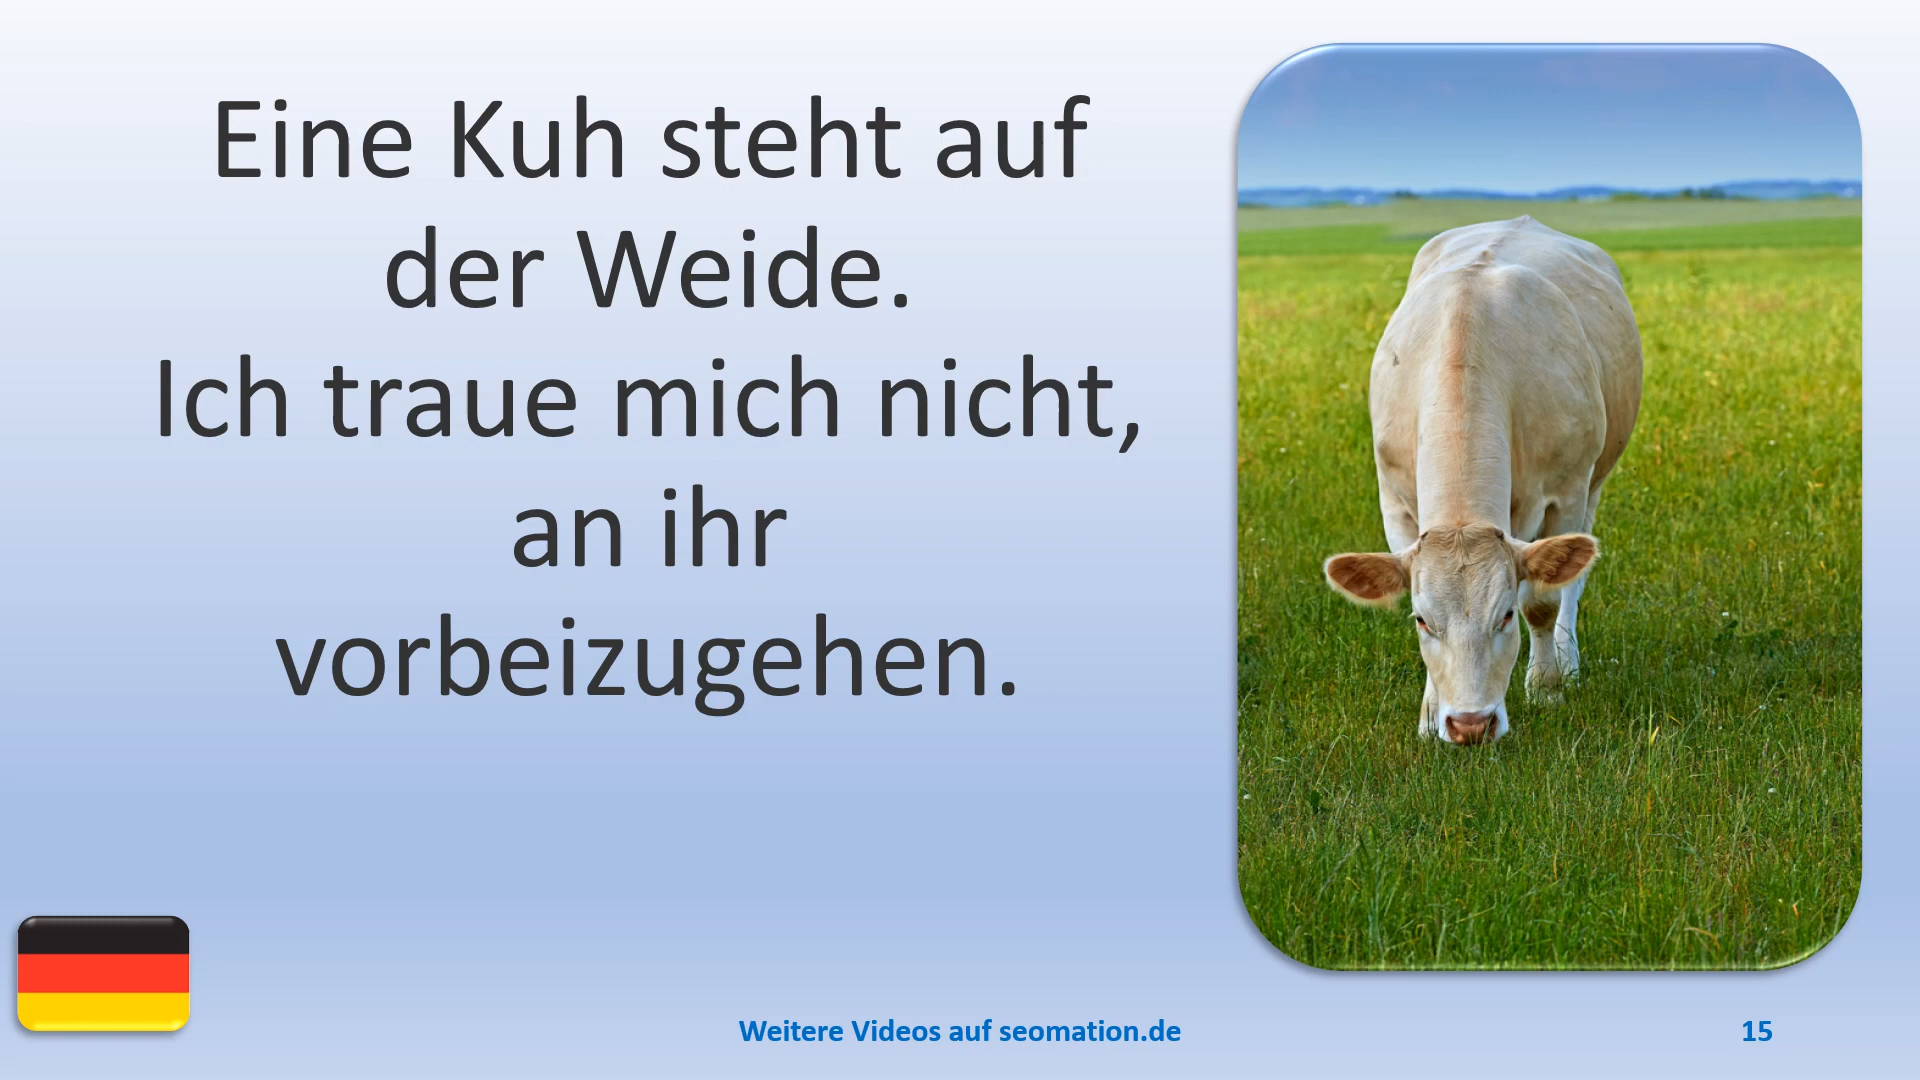 Eine Kuh steht auf
der Weide.
Ich traue mich nicht,
an ihr
vorbeizugehen.
Weitere Videos auf seomation.de
15